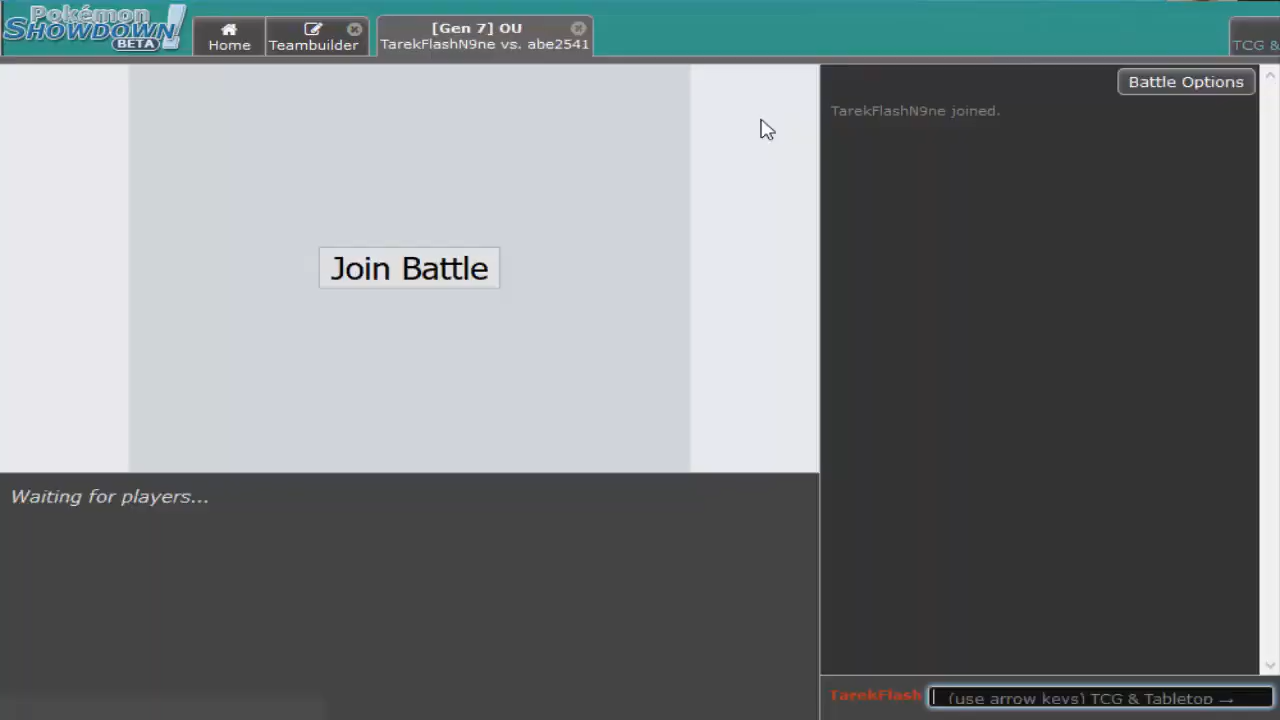 Pokémon
SHOWDOWN!
BETA
Home
Teambuilder
[Gen 7] OU
TarekFlashN9ne vs. abe2541
TCG &
Battle Options
TarekFlashN9ne joined.
Join Battle
Waiting for players...
TarekFlash
(use arrow keys) TCG & Tabletop →